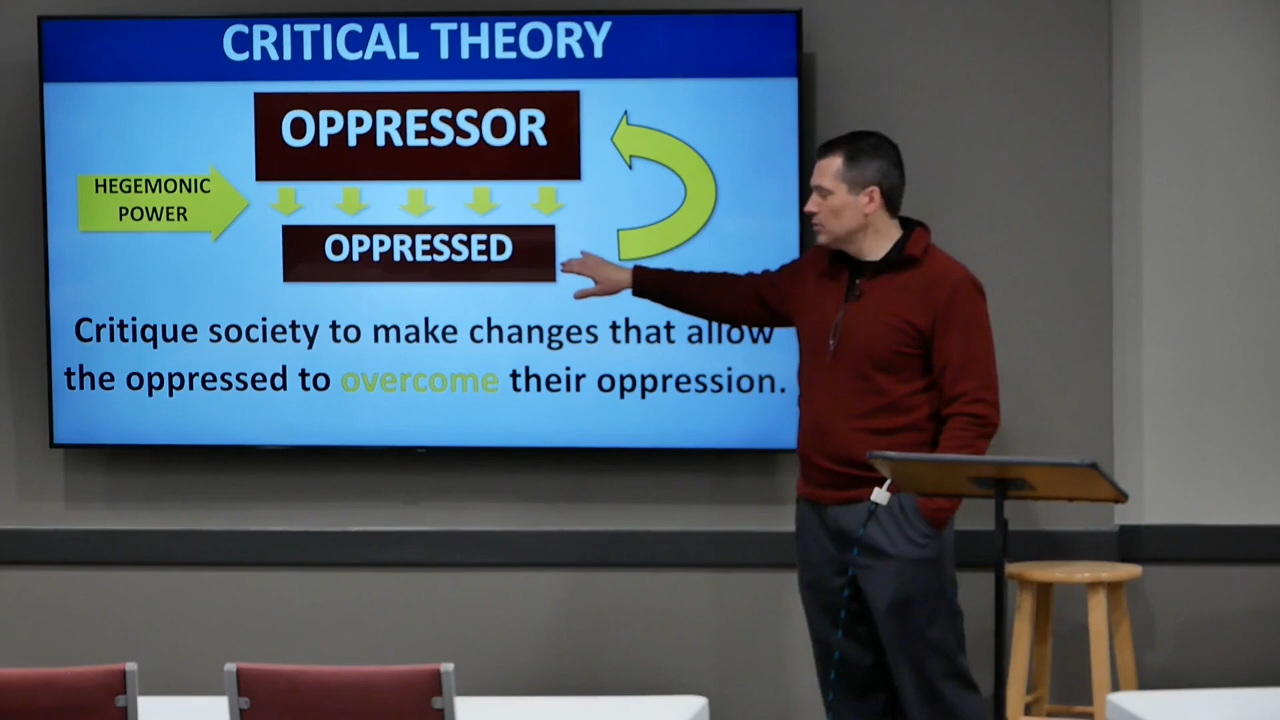 CRITICAL THEORY
OPPRESSOR
HEGEMONIC
POWER
OPPRESSED
Critique society to make changes that allow
the oppressed to overcome their oppression.